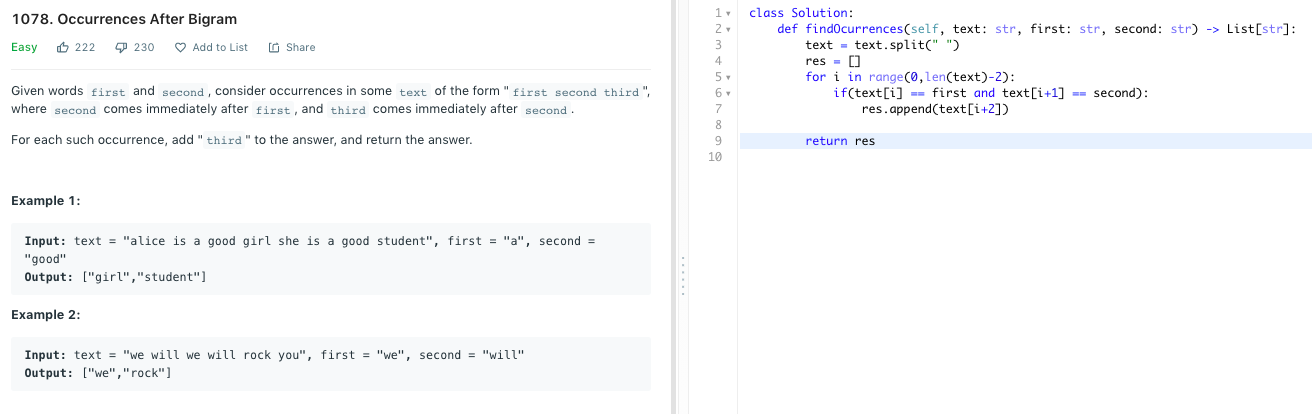 1078. Occurrences After Bigram
Easy 222 230 Add to List Share
Given words first and second, consider occurrences in some text of the form "first second third",
where second comes immediately after first, and third comes immediately after second.
For each such occurrence, add "third" to the answer, and return the answer.
Example 1:
Input: text = "alice is a good girl she is a good student", first = "a", second =
"good"
Output: ["girl","student"]
Example 2:
Input: text = "we will we will rock you", first = "we", second = "will"
Output: ["we","rock"]
1 class Solution:
2 def findOcurrences(self, text: str, first: str, second: str) -> List[str]:
3 text = text.split(" ")
4 res = []
5 for i in range(0,len(text)-2):
6 if(text[i] == first and text[i+1] == second):
7 res.append(text[i+2])
8
9 return res
10